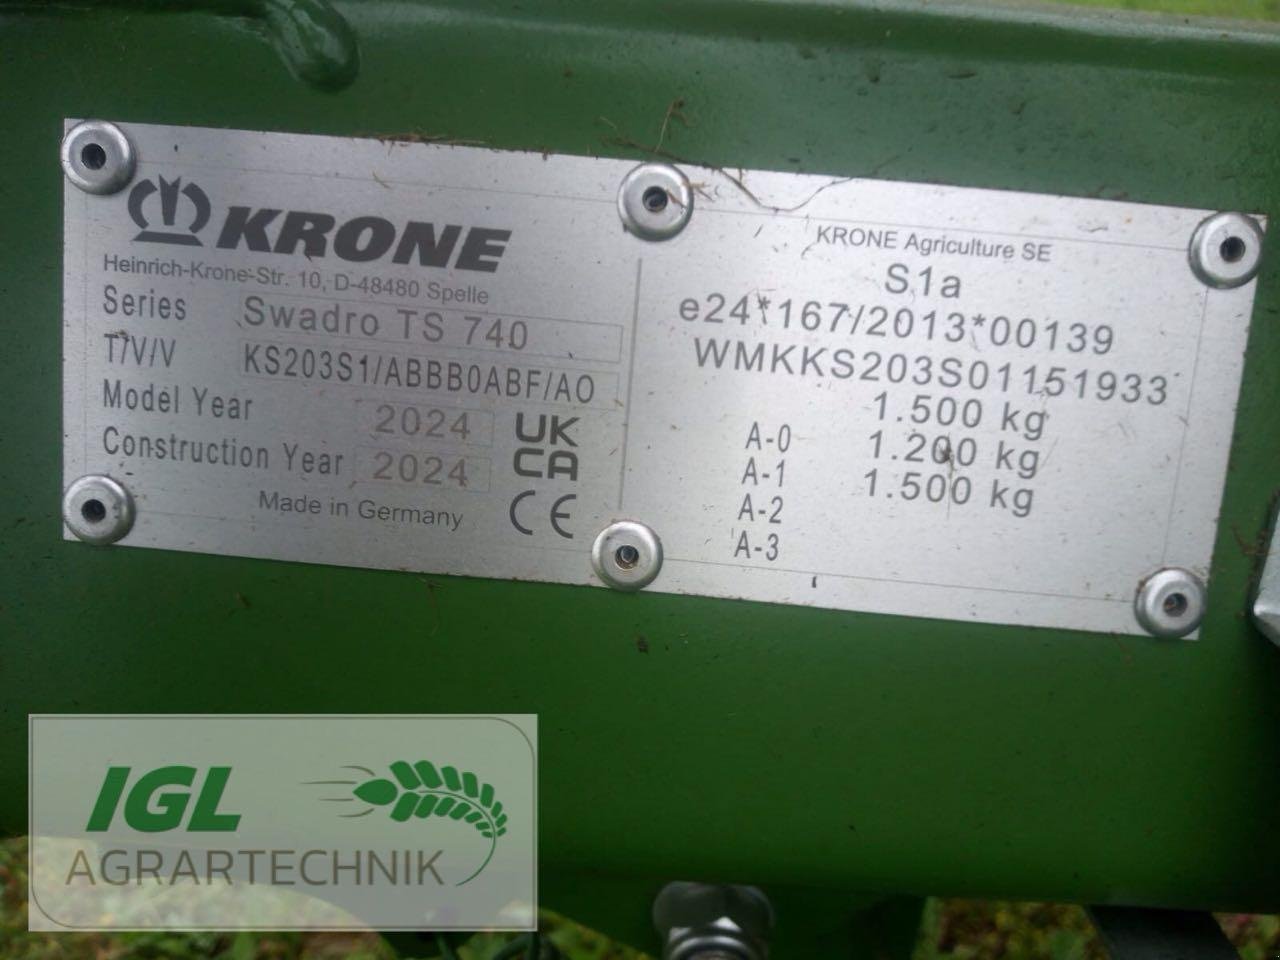 KRONE
Heinrich-Krone-Str. 10, D-48480 Spelle
Series Swadro TS 740
T/V/V KS203S1/ABBB0ABF/AO
Model Year 2024
Construction Year 2024
UK
CA
Made in Germany CE
KRONE Agriculture SE
S1a
e24*167/2013*00139
WMKKS203S01151933
1.500 kg
A-0 1.200 kg
A-1 1.500 kg
A-2
A-3
IGL
AGRARTECHNIK